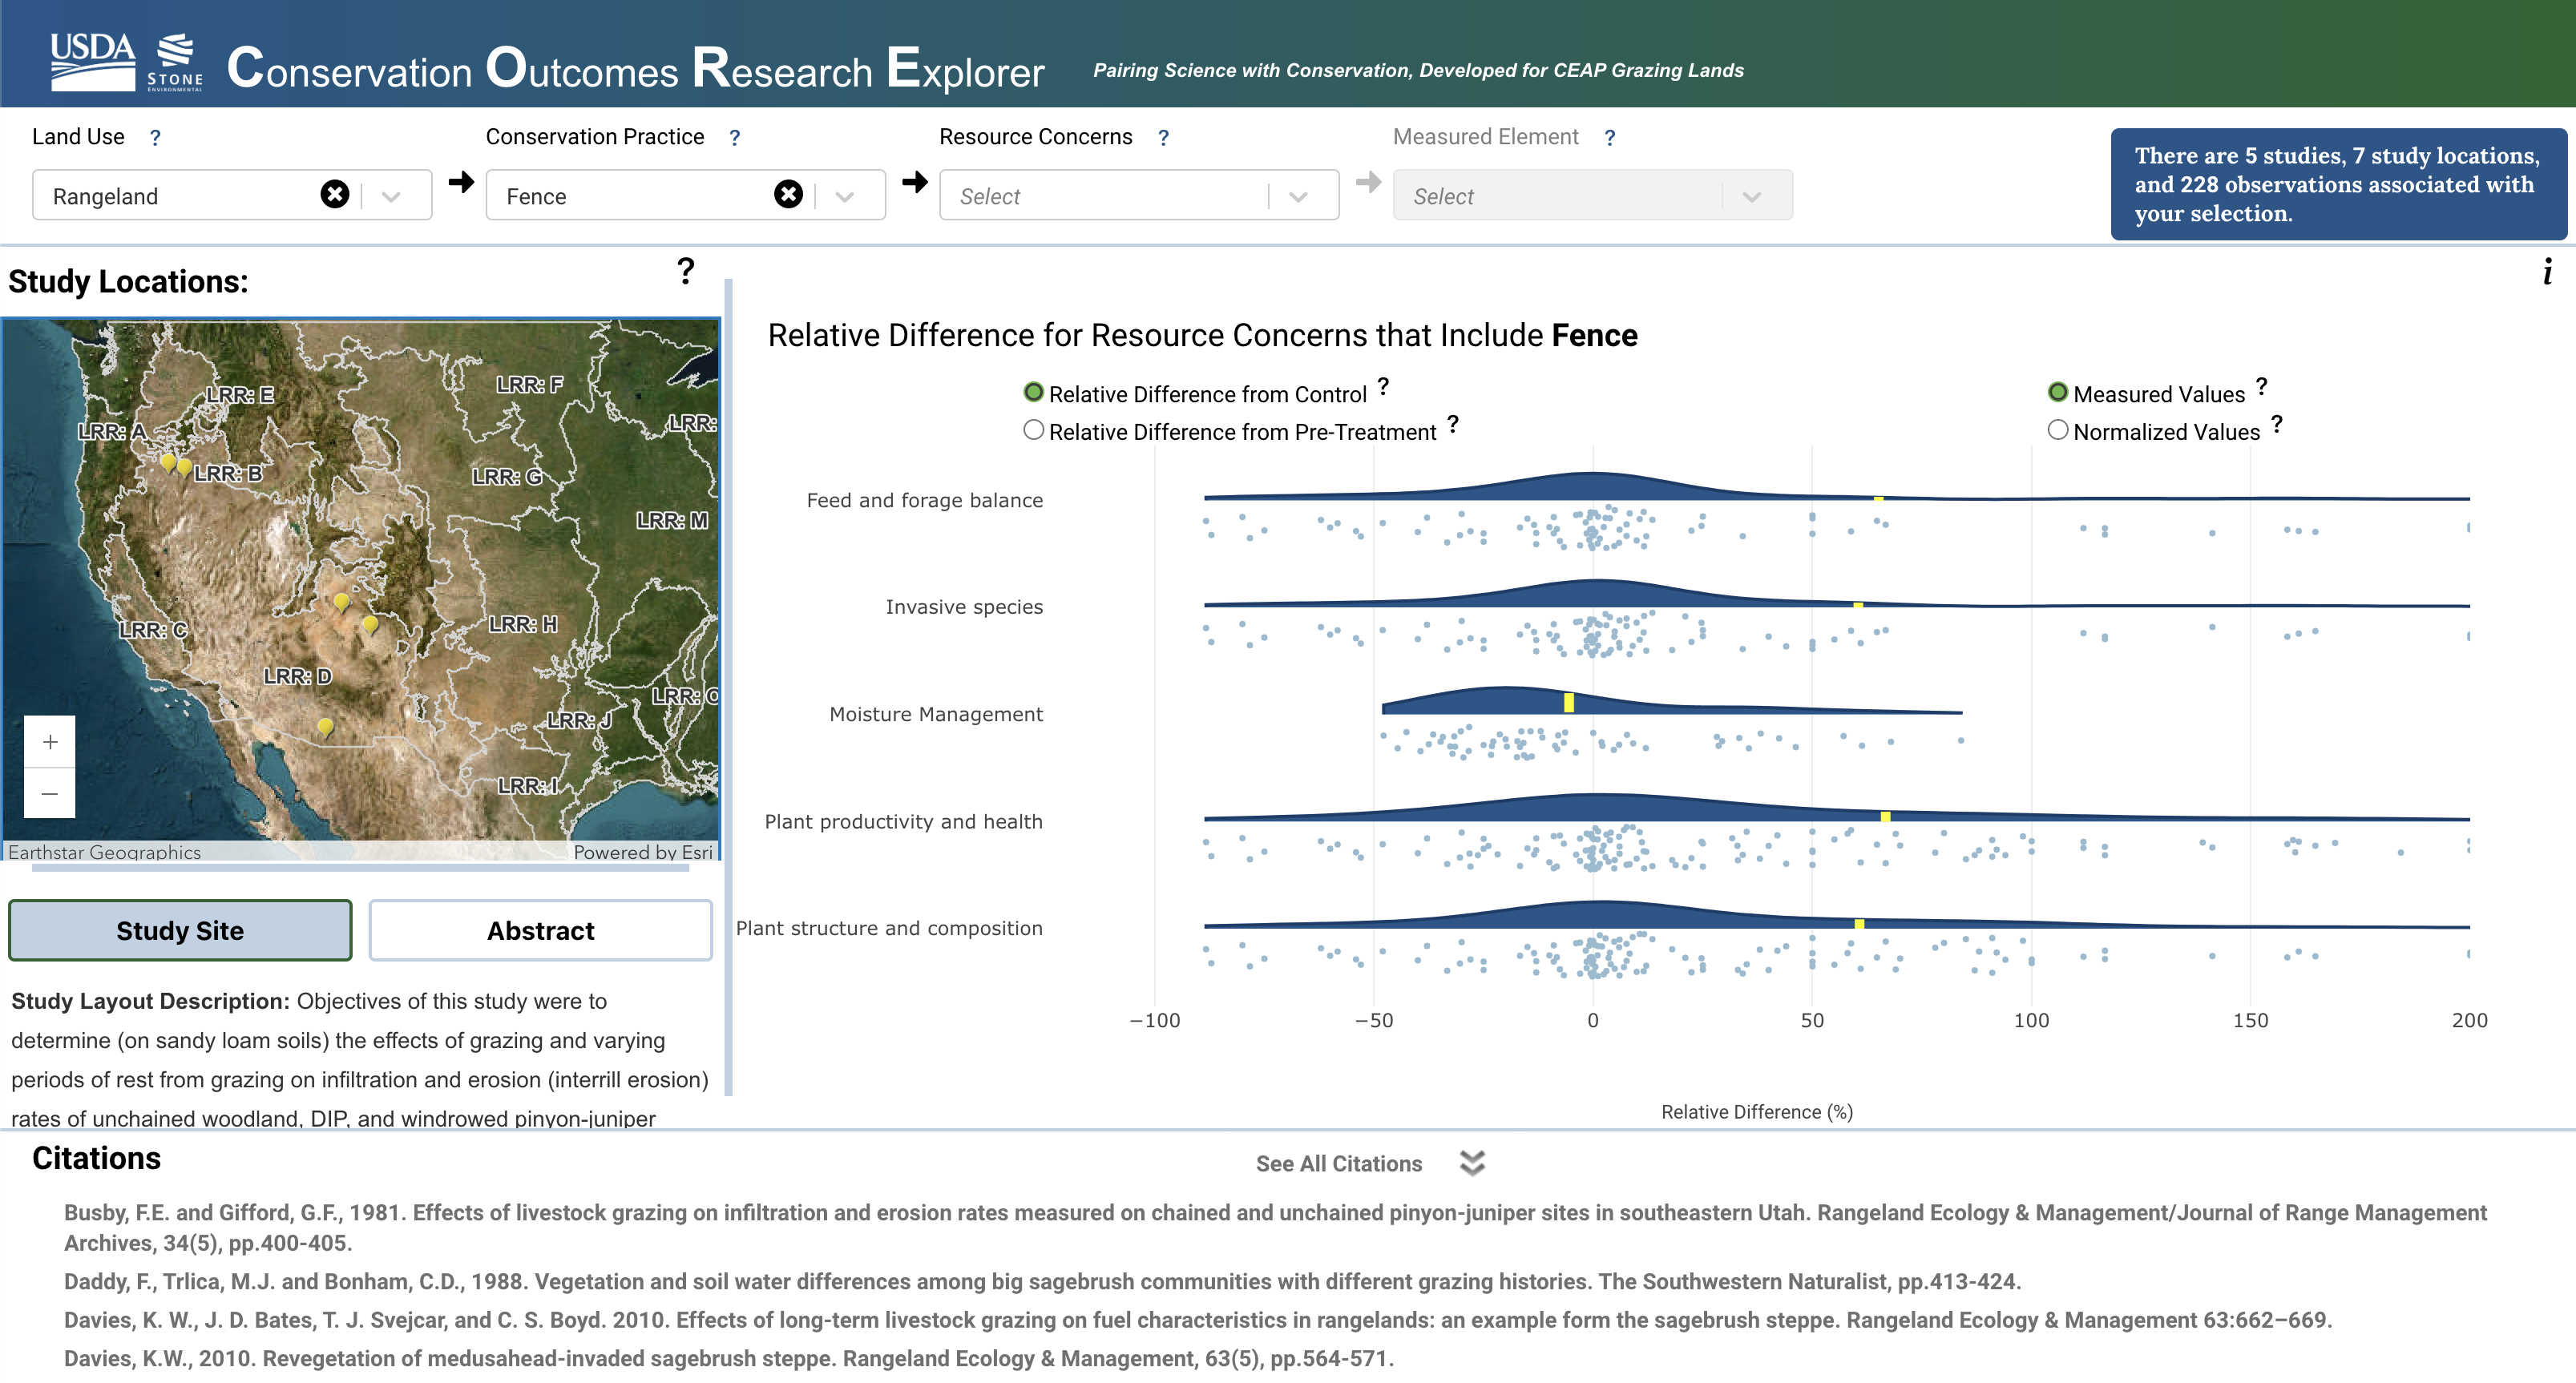 USDA
STONE
ENVIRONMENTAL
Conservation Outcomes Research Explorer
Pairing Science with Conservation, Developed for CEAP Grazing Lands
Land Use ?
Conservation Practice ?
Resource Concerns ?
Measured Element ?
Rangeland
Fence
Select
Select
There are 5 studies, 7 study locations,
and 228 observations associated with
your selection.
Study Locations:
?
i
LRR: E
LRR: F
LRR: A
LRR:
LRR: B
LRR: G
LRR: M
LRR: C
LRR: H
LRR: D
LRR: J
LRR: I
+
−
Earthstar Geographics
Powered by Esri
Study Site
Abstract
Study Layout Description: Objectives of this study were to
determine (on sandy loam soils) the effects of grazing and varying
periods of rest from grazing on infiltration and erosion (interrill erosion)
rates of unchained woodland, DIP, and windrowed pinyon-juniper
Relative Difference for Resource Concerns that Include Fence
Relative Difference from Control ?
Relative Difference from Pre-Treatment ?
Measured Values ?
Normalized Values ?
Feed and forage balance
Invasive species
Moisture Management
Plant productivity and health
Plant structure and composition
−100
−50
0
50
100
150
200
Relative Difference (%)
Citations
See All Citations
Busby, F.E. and Gifford, G.F., 1981. Effects of livestock grazing on infiltration and erosion rates measured on chained and unchained pinyon-juniper sites in southeastern Utah. Rangeland Ecology & Management/Journal of Range Management
Archives, 34(5), pp.400-405.
Daddy, F., Trlica, M.J. and Bonham, C.D., 1988. Vegetation and soil water differences among big sagebrush communities with different grazing histories. The Southwestern Naturalist, pp.413-424.
Davies, K. W., J. D. Bates, T. J. Svejcar, and C. S. Boyd. 2010. Effects of long-term livestock grazing on fuel characteristics in rangelands: an example form the sagebrush steppe. Rangeland Ecology & Management 63:662–669.
Davies, K.W., 2010. Revegetation of medusahead-invaded sagebrush steppe. Rangeland Ecology & Management, 63(5), pp.564-571.